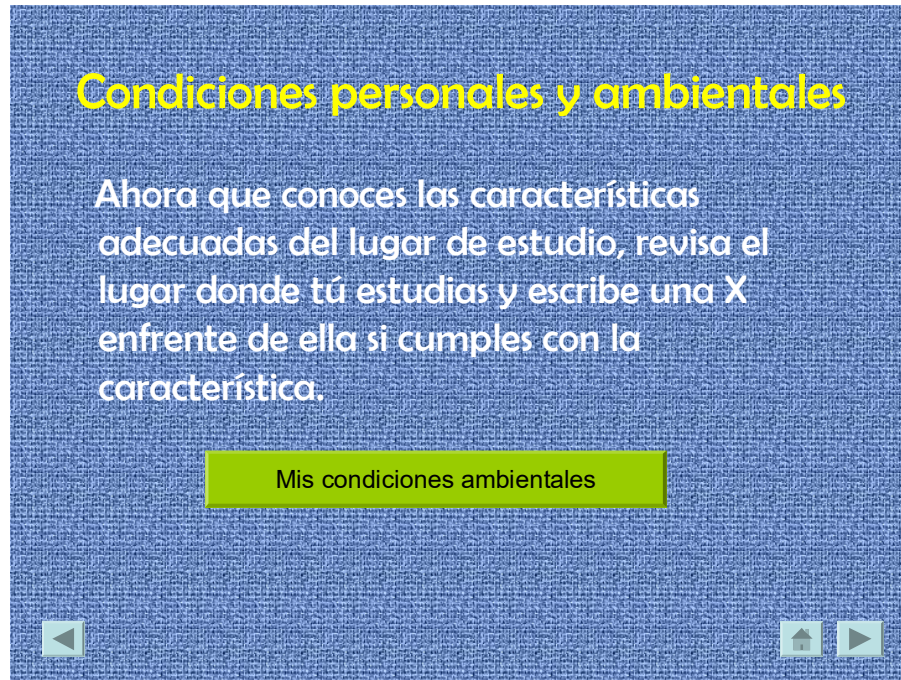 Condiciones personales y ambientales
Ahora que conoces las características
adecuadas del lugar de estudio, revisa el
lugar donde tú estudias y escribe una X
enfrente de ella si cumples con la
característica.
Mis condiciones ambientales